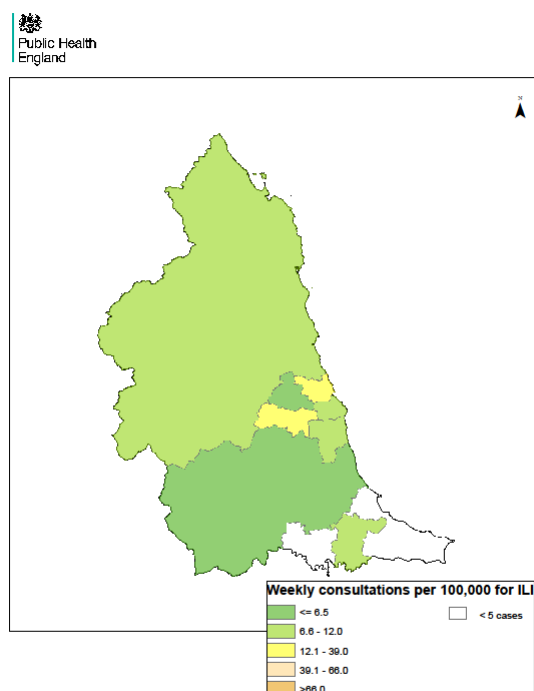 Public Health
England
N
Weekly consultations per 100,000 for ILI
<= 6.5
< 5 cases
6.6 - 12.0
12.1 - 39.0
39.1 - 66.0
>66.0